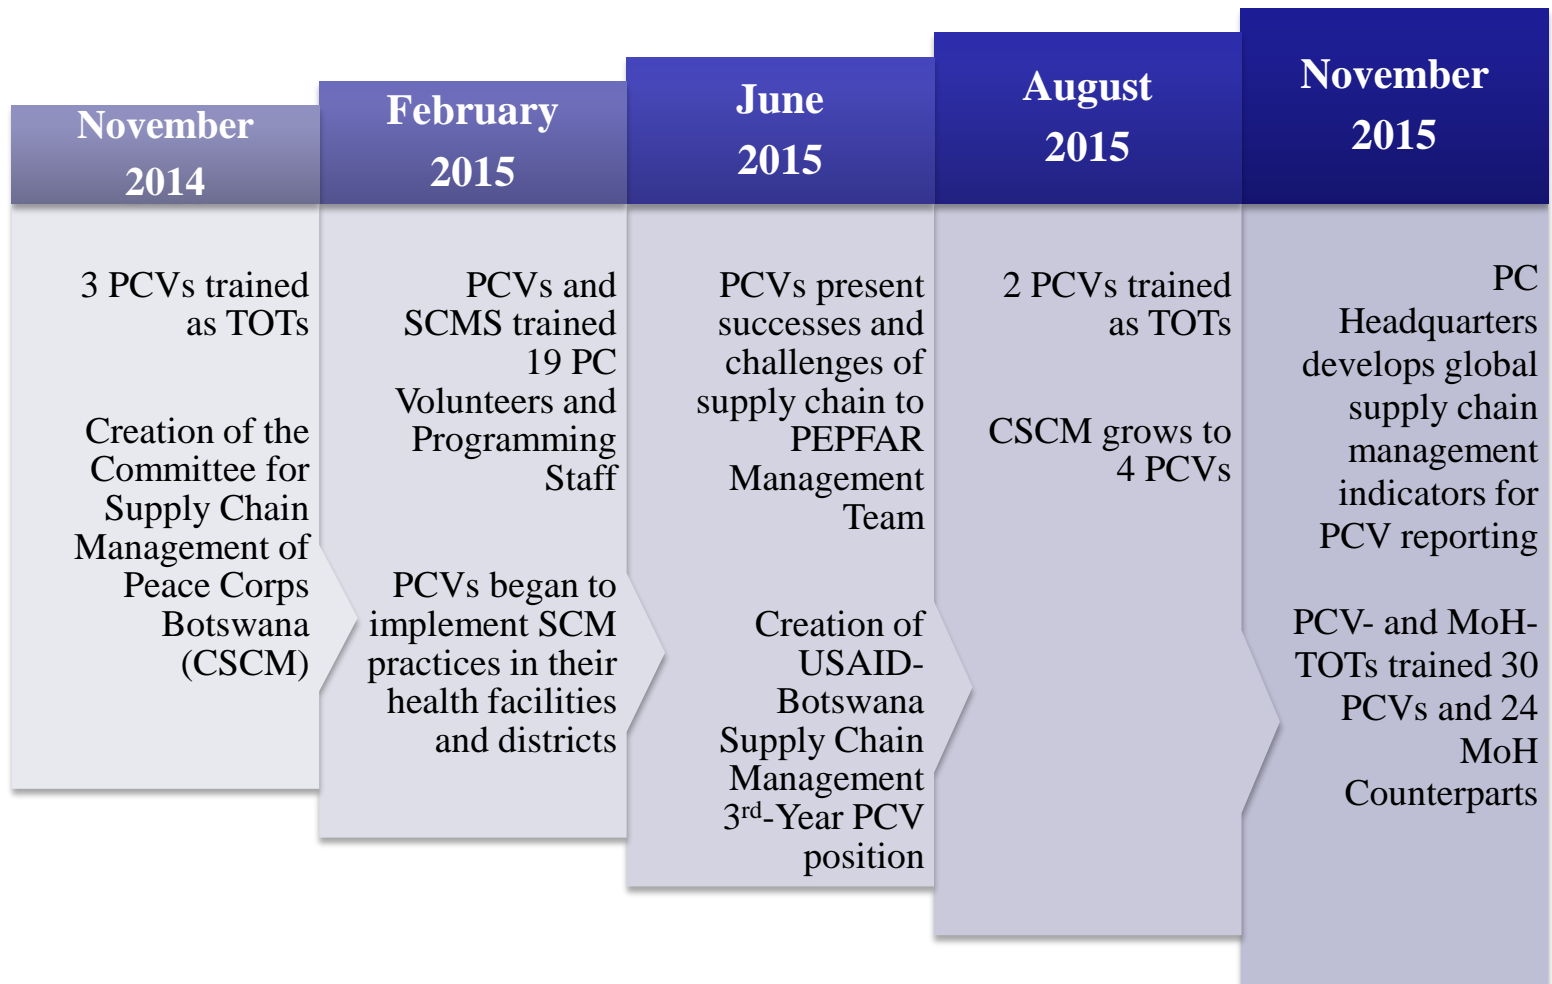 November
2014
3 PCVs trained
as TOTs
Creation of the
Committee for
Supply Chain
Management of
Peace Corps
Botswana
(CSCM)
February
2015
PCVs and
SCMS trained
19 PC
Volunteers and
Programming
Staff
PCVs began to
implement SCM
practices in their
health facilities
and districts
June
2015
PCVs present
successes and
challenges of
supply chain to
PEPFAR
Management
Team
Creation of
USAID-
Botswana
Supply Chain
Management
3rd-Year PCV
position
August
2015
2 PCVs trained
as TOTs
CSCM grows to
4 PCVs
November
2015
PC
Headquarters
develops global
supply chain
management
indicators for
PCV reporting
PCV- and MoH-
TOTs trained 30
PCVs and 24
MoH
Counterparts